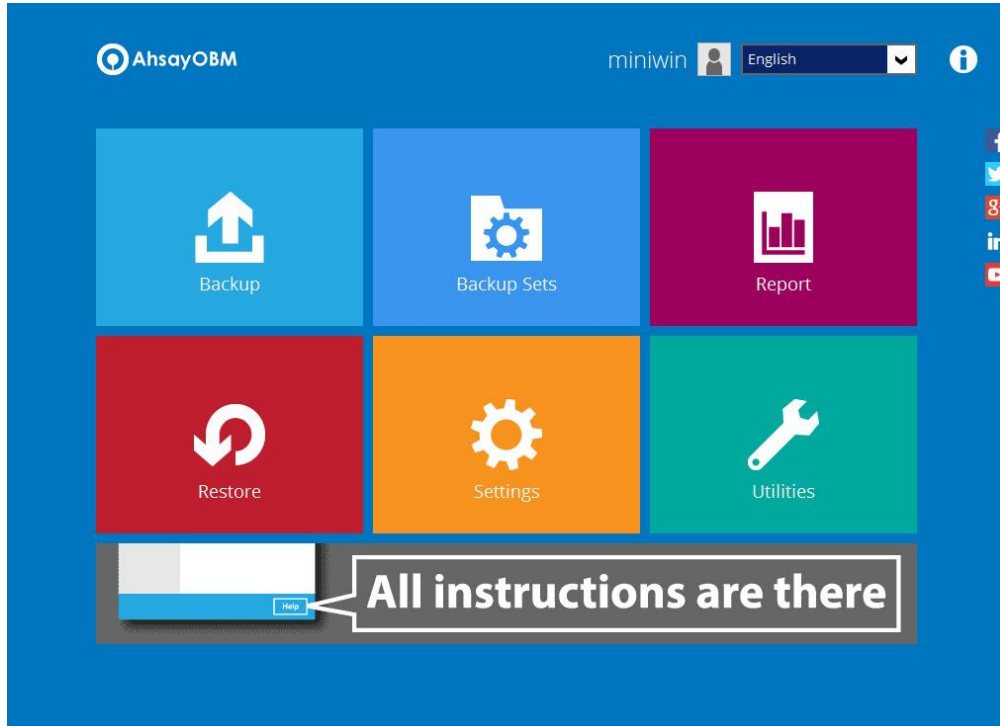 AhsayOBM
miniwin
English
Backup
Backup Sets
Report
Restore
Settings
Utilities
Help
All instructions are there